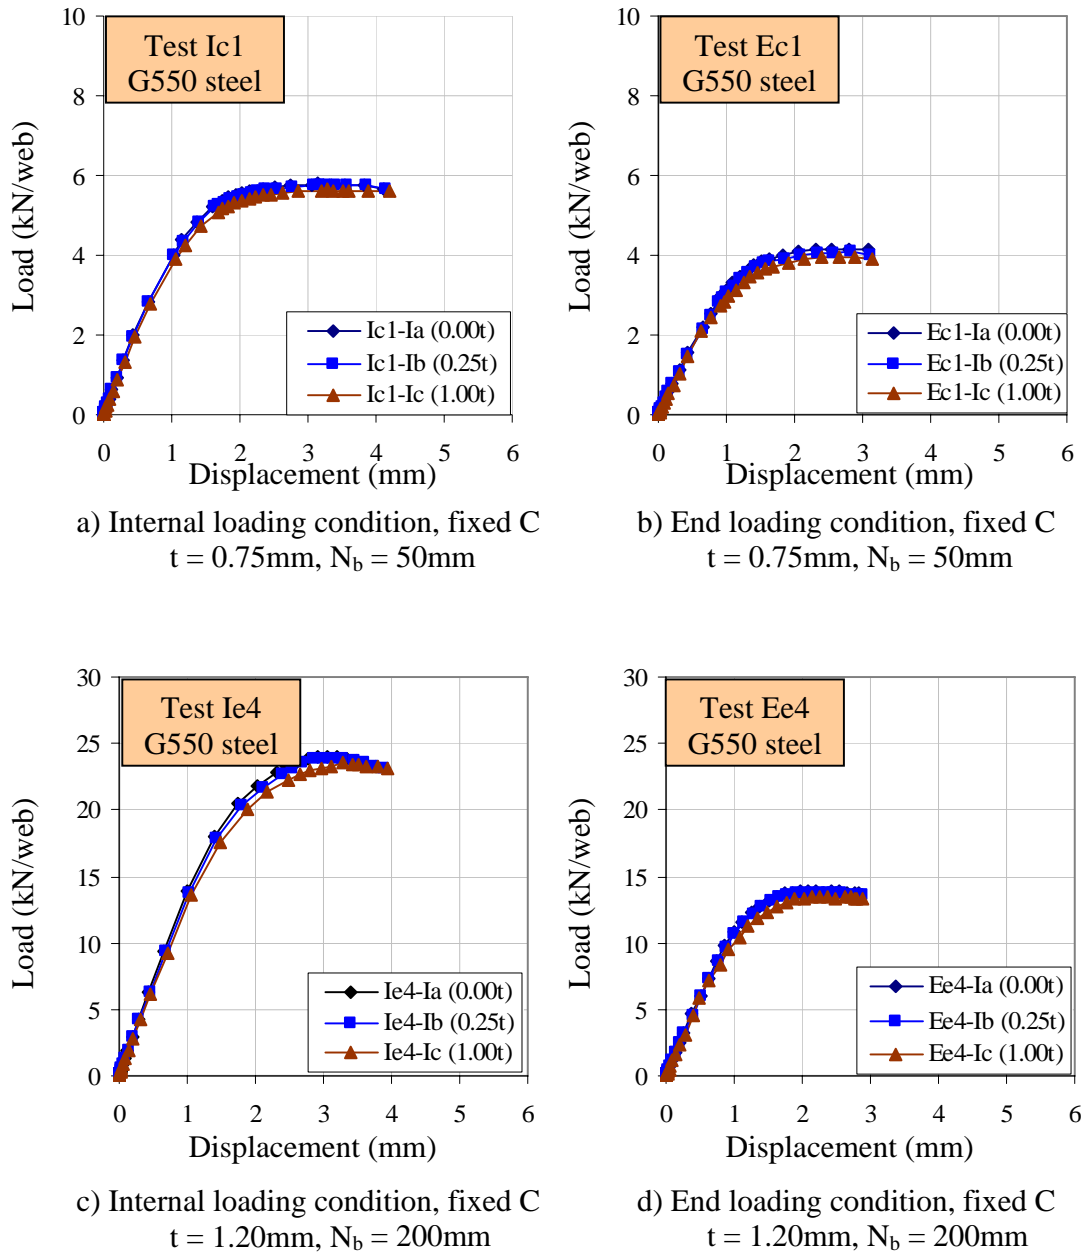 10
8
6
4
2
0
Load (kN/web)
Test Ic1
G550 steel
Ic1-Ia (0.00t)
Ic1-Ib (0.25t)
Ic1-Ic (1.00t)
0 1 2 3 4 5 6
Displacement (mm)
a) Internal loading condition, fixed C
t = 0.75mm, N_b = 50mm
10
8
6
4
2
0
Load (kN/web)
Test Ec1
G550 steel
Ec1-Ia (0.00t)
Ec1-Ib (0.25t)
Ec1-Ic (1.00t)
0 1 2 3 4 5 6
Displacement (mm)
b) End loading condition, fixed C
t = 0.75mm, N_b = 50mm
30
25
20
15
10
5
0
Load (kN/web)
Test Ie4
G550 steel
Ie4-Ia (0.00t)
Ie4-Ib (0.25t)
Ie4-Ic (1.00t)
0 1 2 3 4 5 6
Displacement (mm)
c) Internal loading condition, fixed C
t = 1.20mm, N_b = 200mm
30
25
20
15
10
5
0
Load (kN/web)
Test Ee4
G550 steel
Ee4-Ia (0.00t)
Ee4-Ib (0.25t)
Ee4-Ic (1.00t)
0 1 2 3 4 5 6
Displacement (mm)
d) End loading condition, fixed C
t = 1.20mm, N_b = 200mm